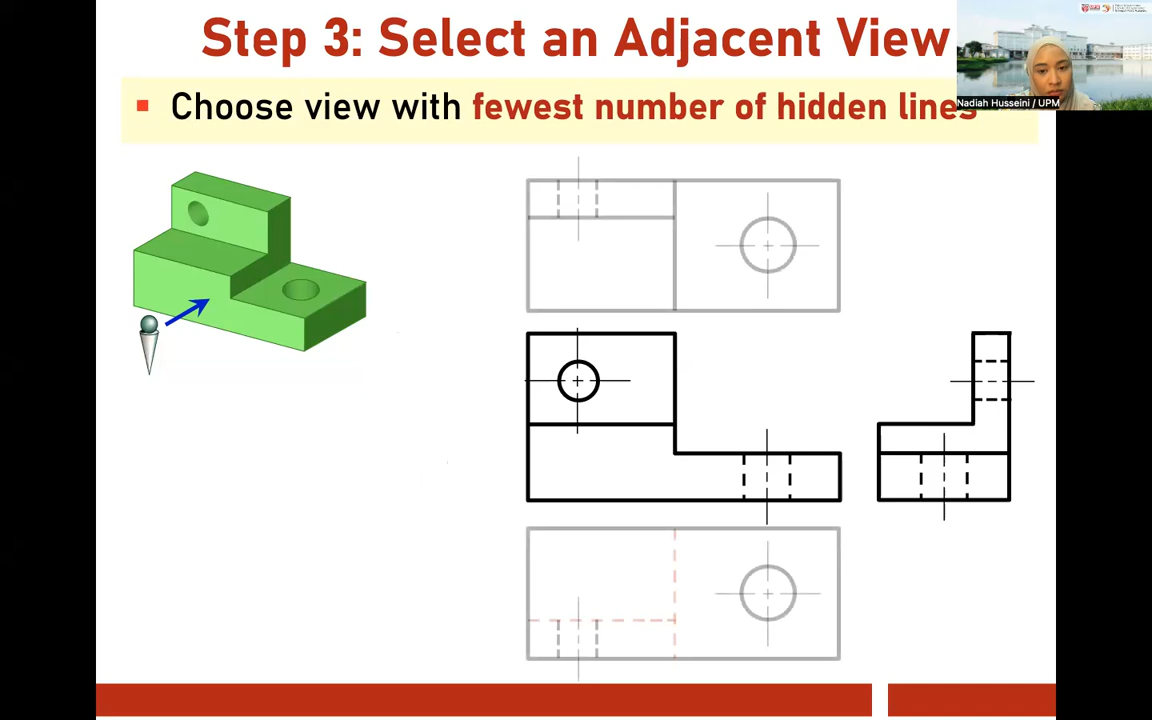 Step 3: Select an Adjacent View
Choose view with fewest number of hidden lines
Nadiah Husseini / UPM